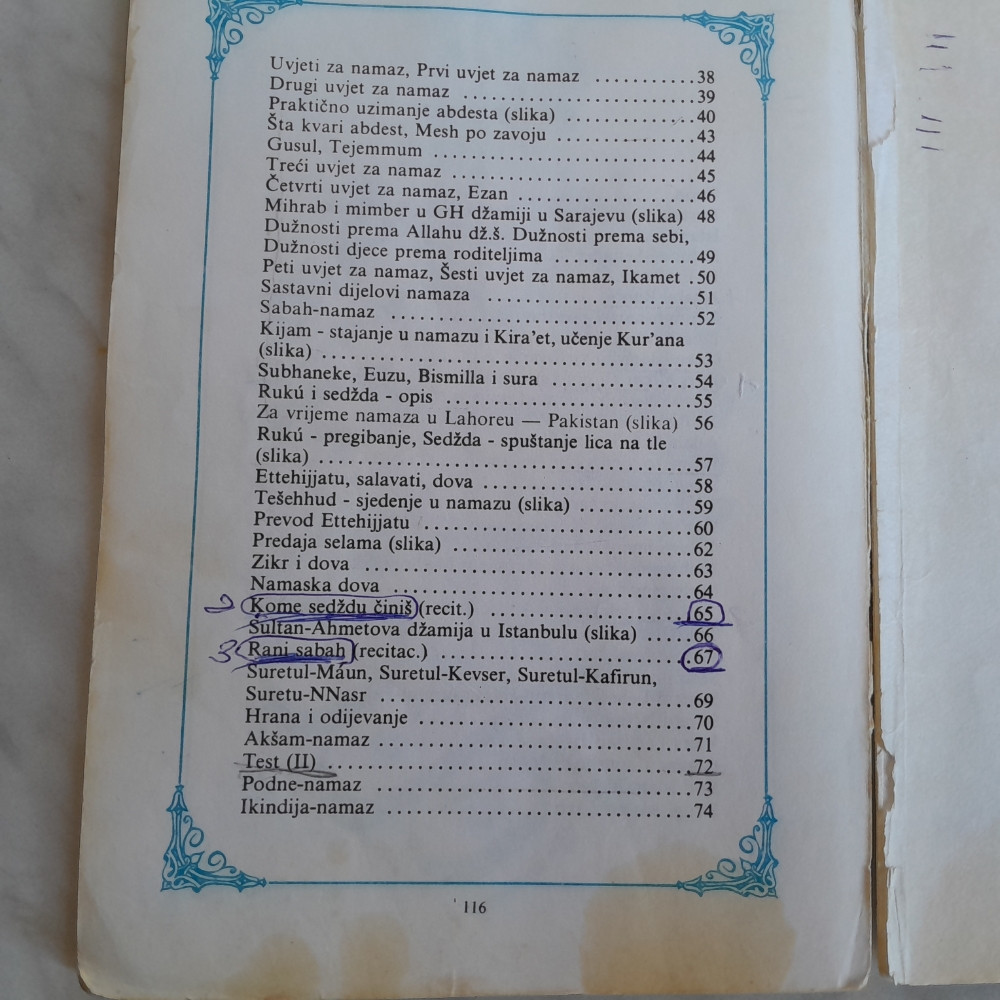 Uvjeti za namaz, Prvi uvjet za namaz ...........38
Drugi uvjet za namaz ..........................39
Praktično uzimanje abdesta (slika) ..............40
Šta kvari abdest, Mesh po zavoju ................43
Gusul, Tejemmum ..............................44
Treći uvjet za namaz ............................45
Četvrti uvjet za namaz, Ezan ....................46
Mihrab i mimber u GH džamiji u Sarajevu (slika) 48
Dužnosti prema Allahu dž.š. Dužnosti prema sebi,
Dužnosti djece prema roditeljima ................49
Peti uvjet za namaz, Šesti uvjet za namaz, Ikamet .50
Sastavni dijelovi namaza ........................51
Sabah-namaz ..................................52
Kijam - stajanje u namazu i Kira'et, učenje Kur'ana
(slika) ........................................53
Subhaneke, Euzu, Bismilla i sura ................54
Rukú i sedžda - opis ............................55
Za vrijeme namaza u Lahoreu — Pakistan (slika) 56
Rukú - pregibanje, Sedžda - spuštanje lica na tle
(slika) ........................................57
Ettehijjatu, salavati, dova ......................58
Tešehhud - sjedenje u namazu (slika) ............59
Prevod Ettehijjatu ..............................60
Predaja selama (slika) ..........................62
Zikr i dova ....................................63
Namaska dova ................................64
2 Kome sedždu činiš (recit.) ......................65
Sultan-Ahmetova džamija u Istanbulu (slika) .....66
3 Rani sabah (recitac.) ..........................67
Suretul-Máun, Suretul-Kevser, Suretul-Kafirun,
Suretu-NNasr ..................................69
Hrana i odijevanje ..............................70
Akšam-namaz ..................................71
Test (II) ......................................72
Podne-namaz ..................................73
Ikindija-namaz ................................74
116